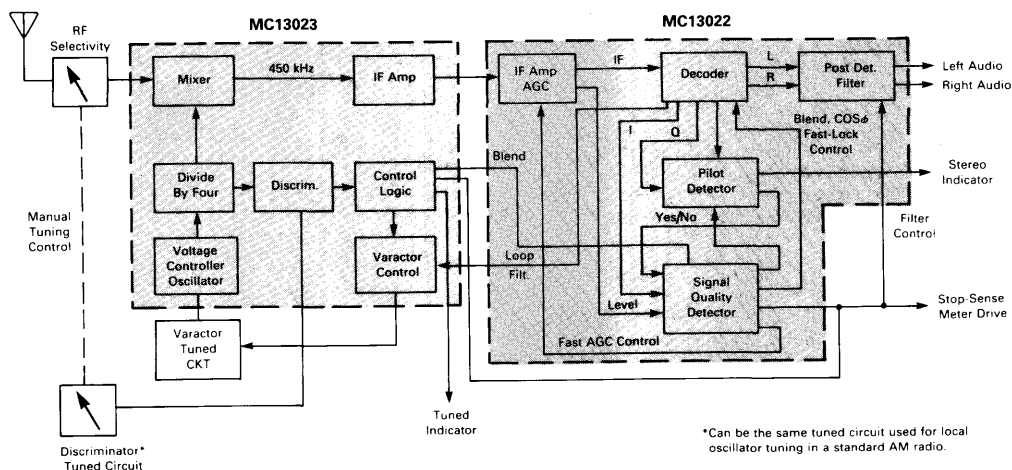 MC13023
MC13022
RF
Selectivity
Mixer
450 kHz
IF Amp
IF Amp
AGC
IF
Decoder
L
R
Post Det.
Filter
Left Audio
Right Audio
Blend, COSϕ
Fast-Lock
Control
I
Q
Divide
By Four
Discrim.
Control
Logic
Blend
Pilot
Detector
Stereo
Indicator
Manual
Tuning
Control
Yes/No
Filter
Control
Voltage
Controller
Oscillator
Varactor
Control
Loop
Filt.
Level
Signal
Quality
Detector
Stop-Sense
Meter Drive
Varactor
Tuned
CKT
Fast AGC Control
Tuned
Indicator
Discriminator*
Tuned Circuit
*Can be the same tuned circuit used for local
oscillator tuning in a standard AM radio.